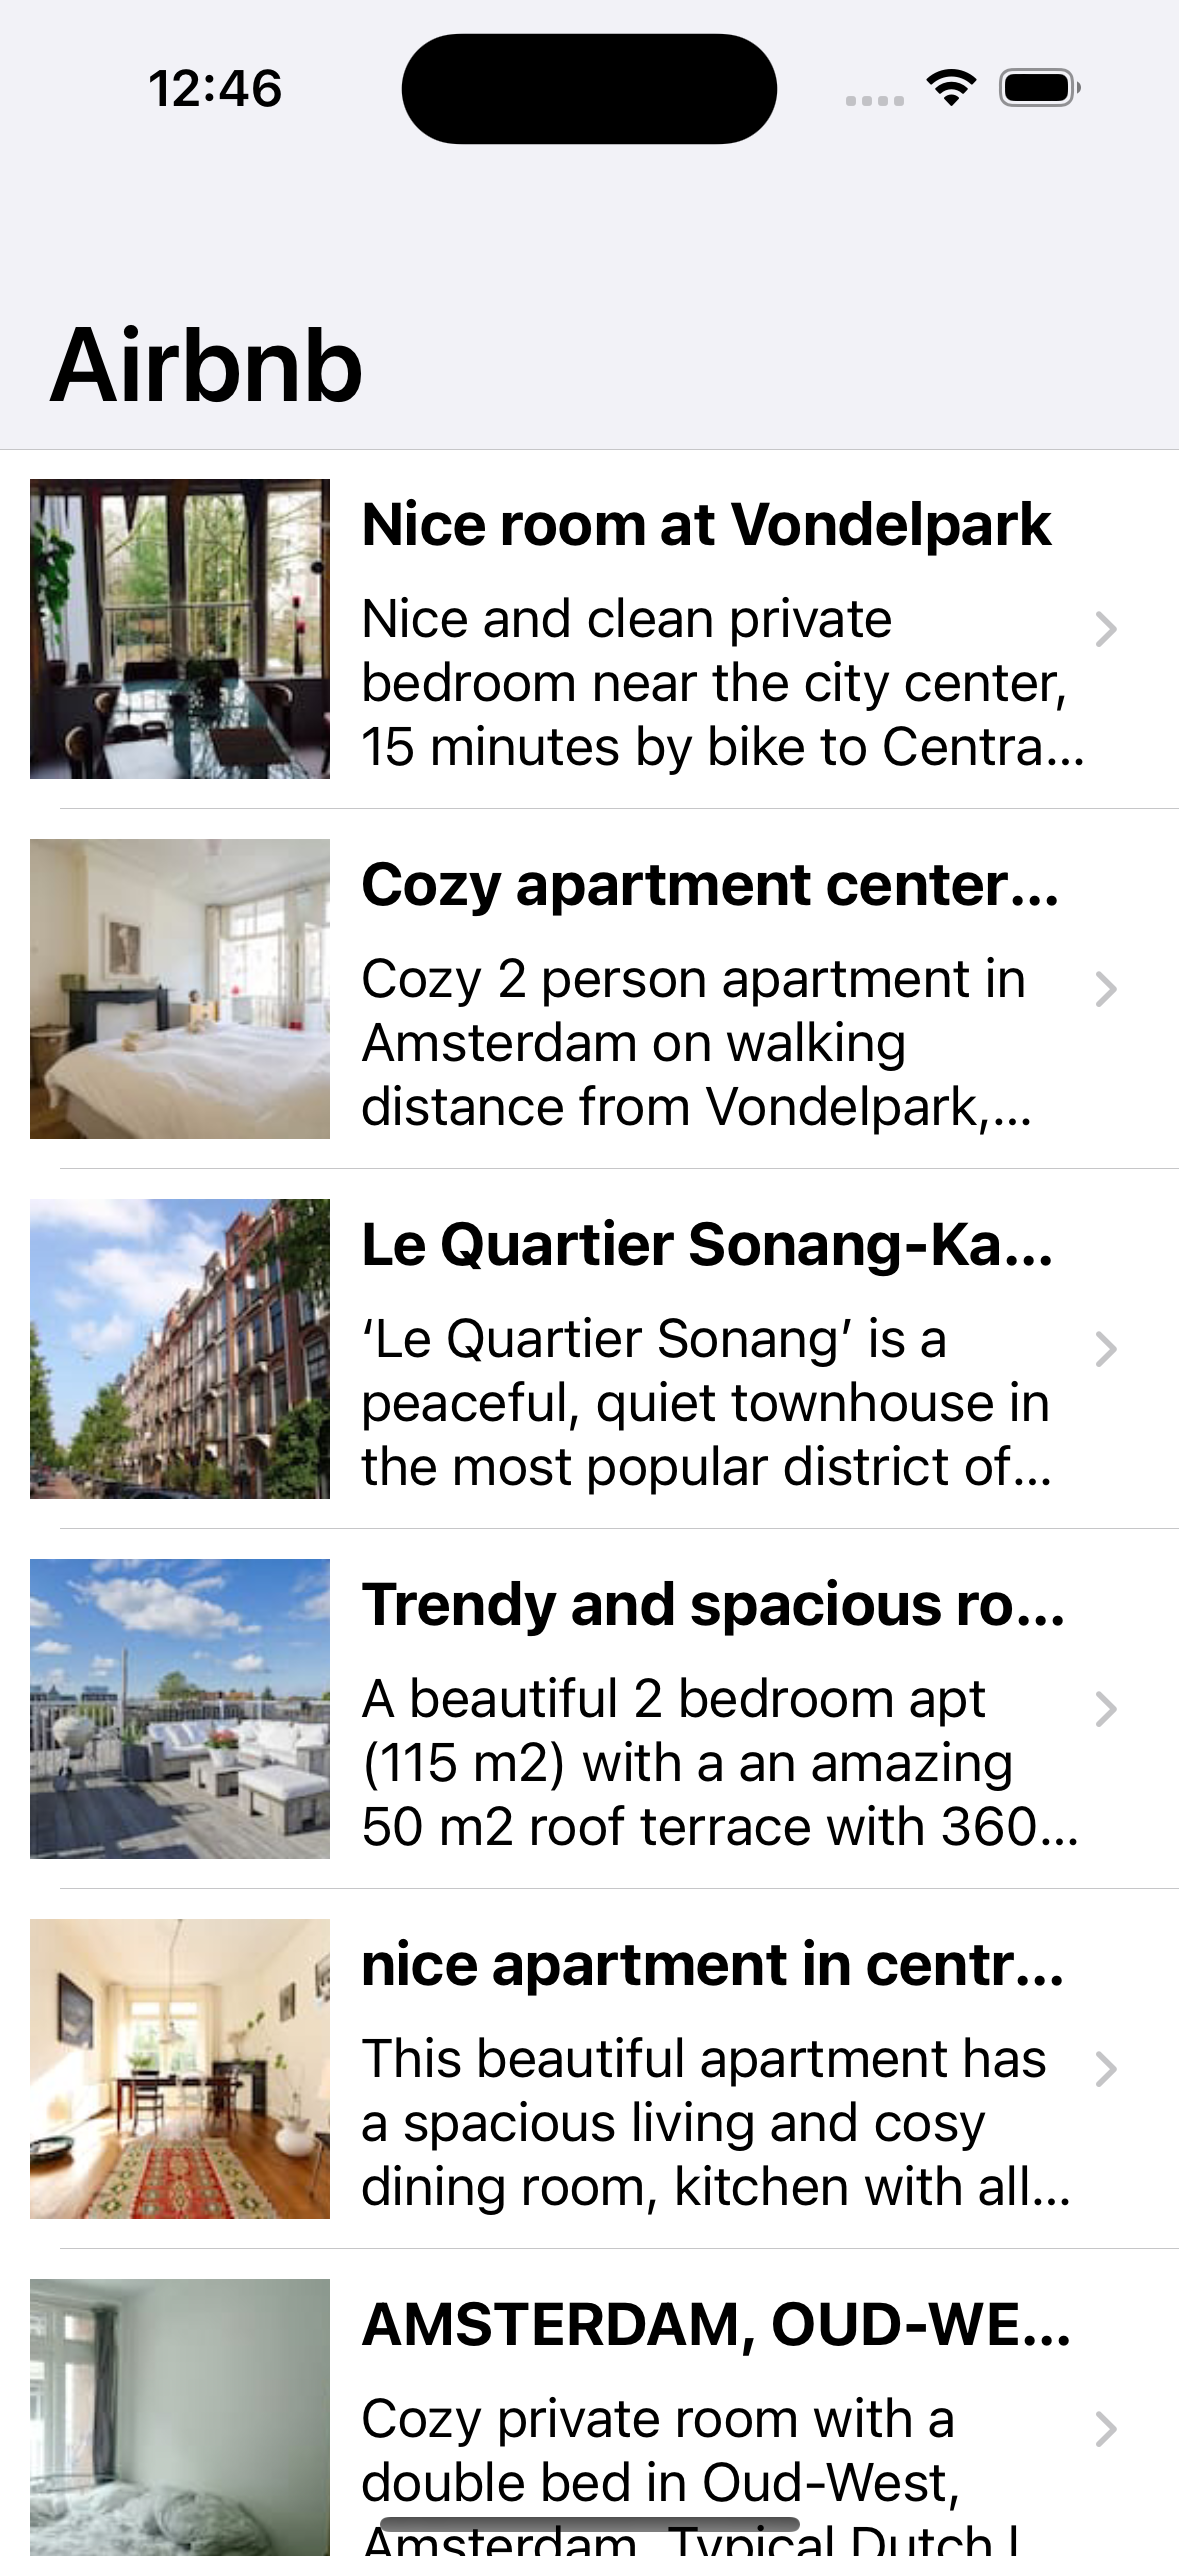 12:46
Airbnb
Nice room at Vondelpark
Nice and clean private
bedroom near the city center,
15 minutes by bike to Centra...
Cozy apartment center...
Cozy 2 person apartment in
Amsterdam on walking
distance from Vondelpark,...
Le Quartier Sonang-Ka...
‘Le Quartier Sonang’ is a
peaceful, quiet townhouse in
the most popular district of...
Trendy and spacious ro...
A beautiful 2 bedroom apt
(115 m2) with a an amazing
50 m2 roof terrace with 360...
nice apartment in centr...
This beautiful apartment has
a spacious living and cosy
dining room, kitchen with all...
AMSTERDAM, OUD-WE...
Cozy private room with a
double bed in Oud-West,
Amsterdam. Typical Dutch